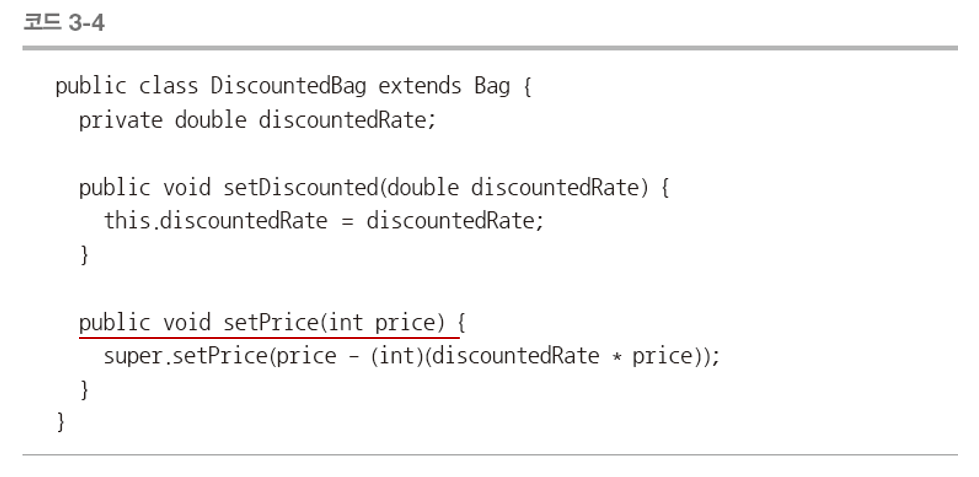 코드 3-4
public class DiscountedBag extends Bag {
private double discountedRate;
public void setDiscounted(double discountedRate) {
this.discountedRate = discountedRate;
}
public void setPrice(int price) {
super.setPrice(price - (int)(discountedRate * price));
}
}